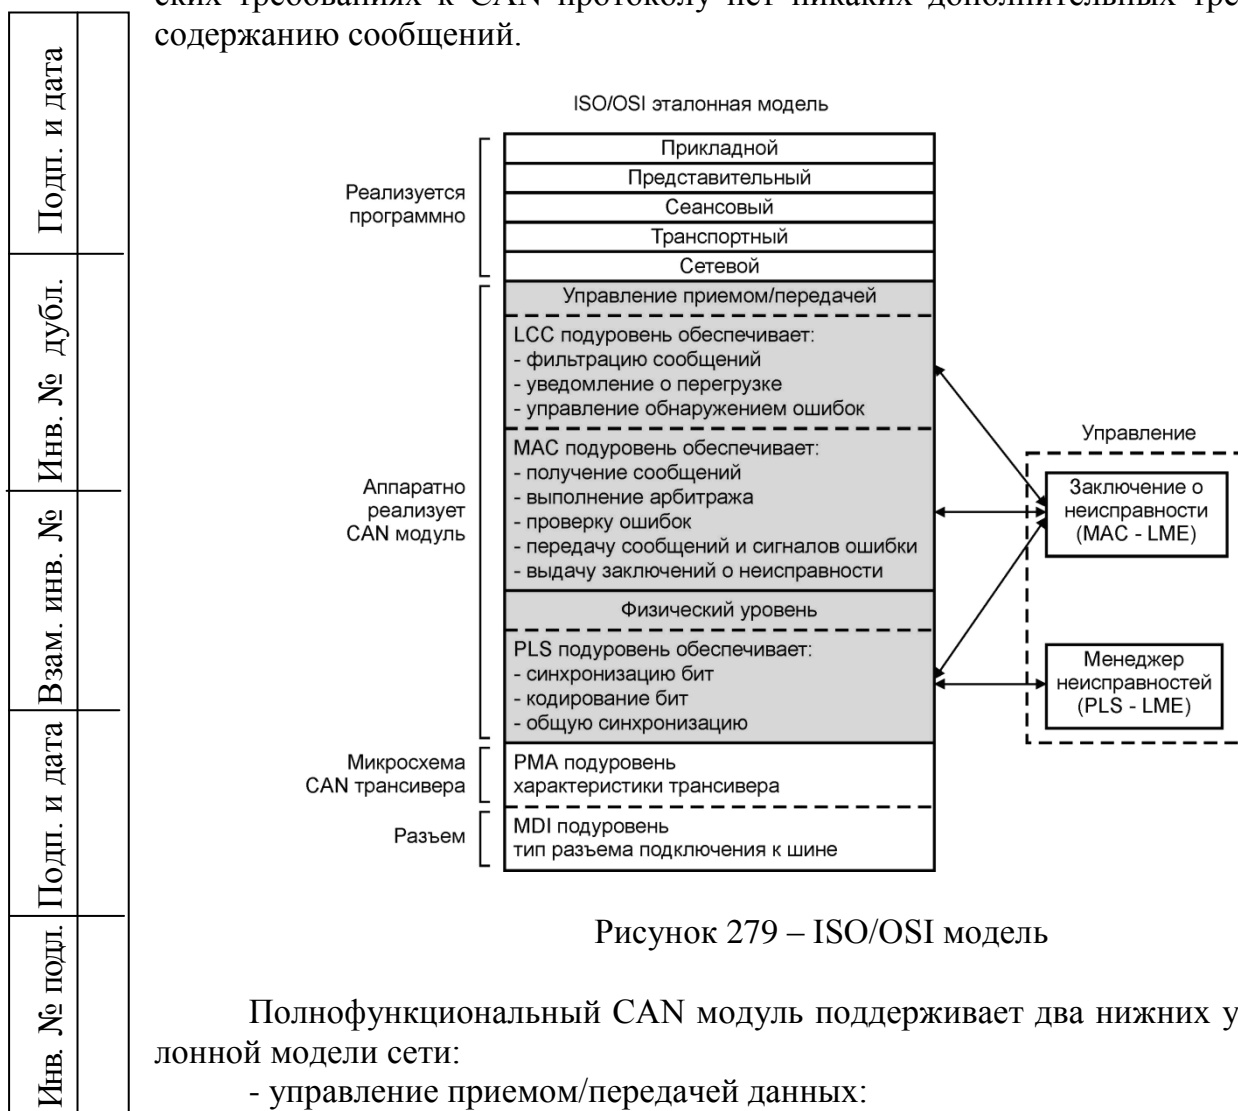 ских требованиях к CAN протоколу нет никаких дополнительных тре
содержанию сообщений.
ISO/OSI эталонная модель
Прикладной
Представительный
Сеансовый
Транспортный
Сетевой
Реализуется
программно
Управление приемом/передачей
LCC подуровень обеспечивает:
- фильтрацию сообщений
- уведомление о перегрузке
- управление обнаружением ошибок
MAC подуровень обеспечивает:
- получение сообщений
- выполнение арбитража
- проверку ошибок
- передачу сообщений и сигналов ошибки
- выдачу заключений о неисправности
Аппаратно
реализует
CAN модуль
Физический уровень
PLS подуровень обеспечивает:
- синхронизацию бит
- кодирование бит
- общую синхронизацию
Управление
Заключение о
неисправности
(MAC - LME)
Менеджер
неисправностей
(PLS - LME)
Микросхема
CAN трансивера
PMA подуровень
характеристики трансивера
Разъем
MDI подуровень
тип разъема подключения к шине
Рисунок 279 – ISO/OSI модель
Полнофункциональный CAN модуль поддерживает два нижних у
лонной модели сети:
- управление приемом/передачей данных:
Подп. и дата
Инв. № дубл.
Взам. инв. №
Подп. и дата
Инв. № подл.